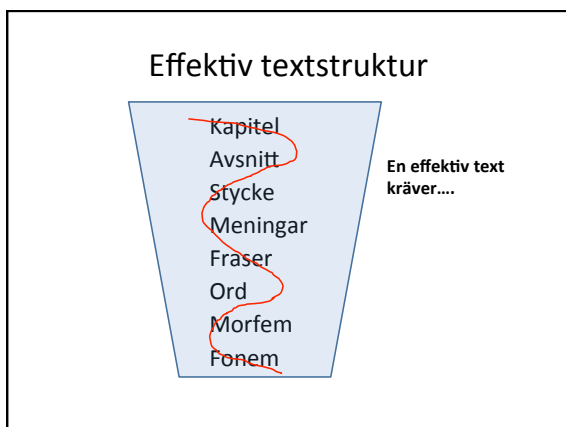 Effektiv textstruktur
Kapitel
Avsnitt
Stycke
Meningar
Fraser
Ord
Morfem
Fonem
En effektiv text
kräver....